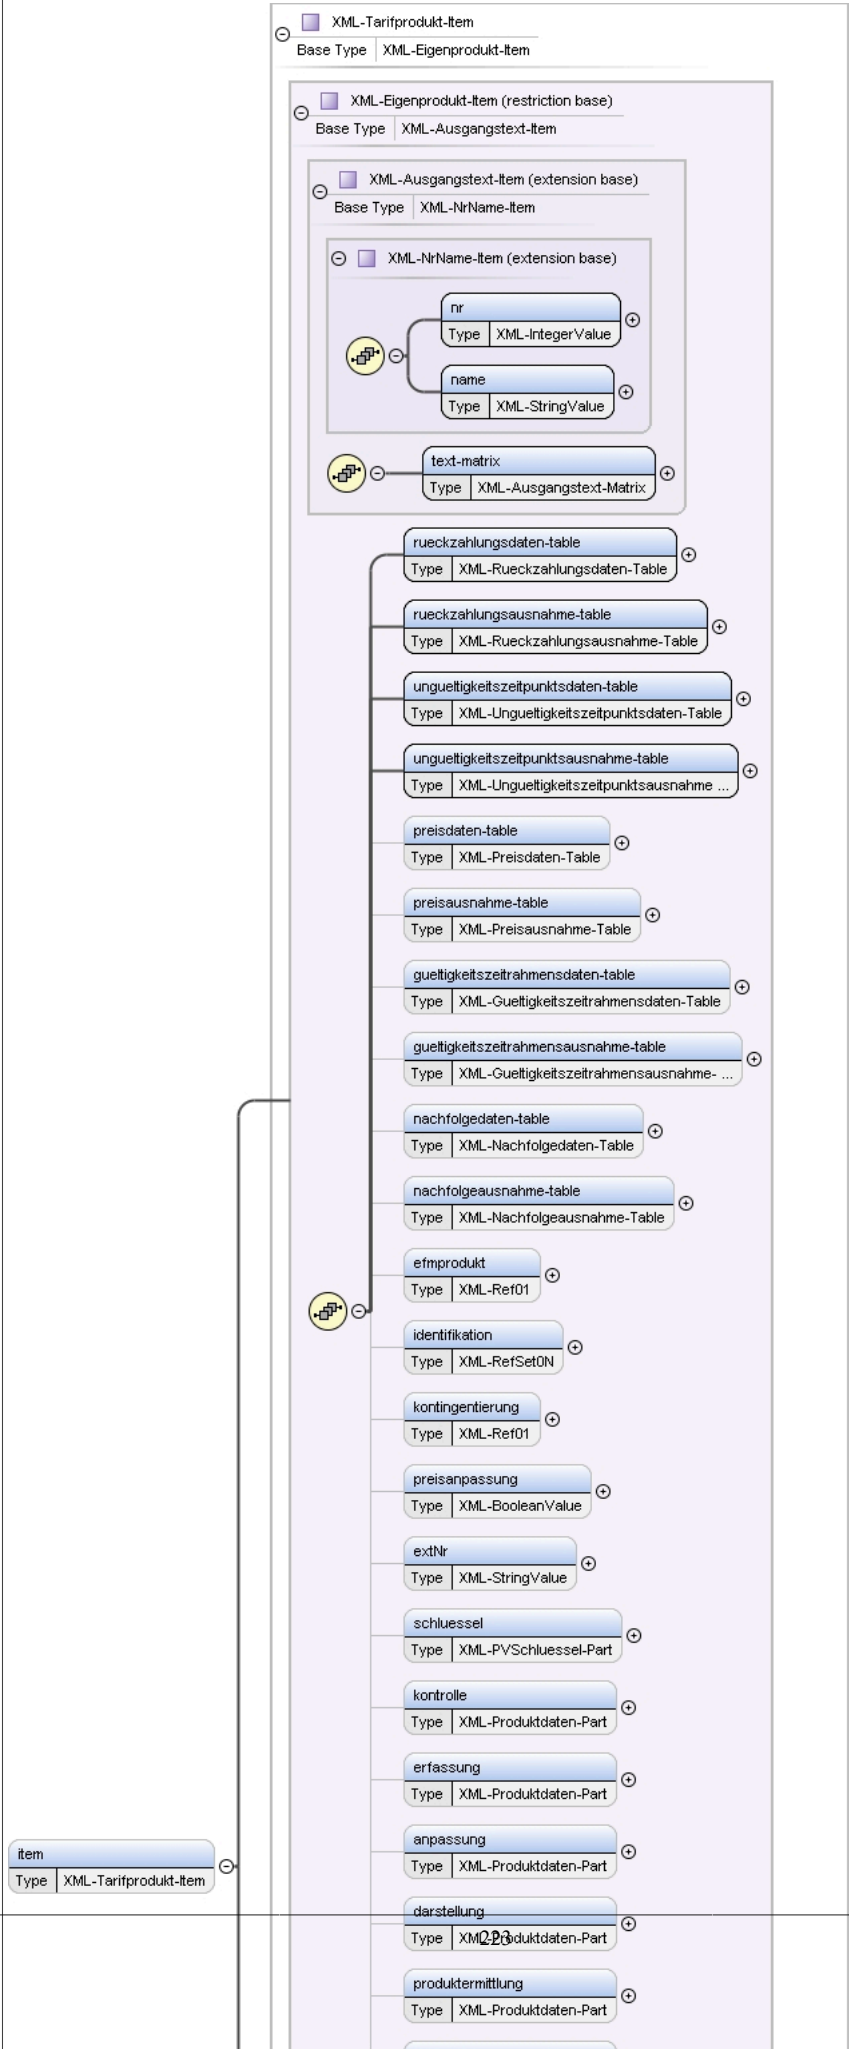 XML-Tarifprodukt-Item
Base Type XML-Eigenprodukt-Item
XML-Eigenprodukt-Item (restriction base)
Base Type XML-Ausgangstext-Item
XML-Ausgangstext-Item (extension base)
Base Type XML-NrName-Item
XML-NrName-Item (extension base)
nr
Type XML-IntegerValue
name
Type XML-StringValue
text-matrix
Type XML-Ausgangstext-Matrix
rueckzahlungsdaten-table
Type XML-Rueckzahlungsdaten-Table
rueckzahlungsausnahme-table
Type XML-Rueckzahlungsausnahme-Table
ungueltigkeitszeitpunktsdaten-table
Type XML-Ungueltigkeitszeitpunktsdaten-Table
ungueltigkeitszeitpunktsausnahme-table
Type XML-Ungueltigkeitszeitpunktsausnahme ...
preisdaten-table
Type XML-Preisdaten-Table
preisausnahme-table
Type XML-Preisausnahme-Table
gueltigkeitszeitrahmensdaten-table
Type XML-Gueltigkeitszeitrahmensdaten-Table
gueltigkeitszeitrahmensausnahme-table
Type XML-Gueltigkeitszeitrahmensausnahme- ...
nachfolgedaten-table
Type XML-Nachfolgedaten-Table
nachfolgeausnahme-table
Type XML-Nachfolgeausnahme-Table
efmprodukt
Type XML-Ref01
identifikation
Type XML-RefSet0N
kontingentierung
Type XML-Ref01
preisanpassung
Type XML-BooleanValue
extNr
Type XML-StringValue
schluessel
Type XML-PVSchluessel-Part
kontrolle
Type XML-Produktdaten-Part
erfassung
Type XML-Produktdaten-Part
anpassung
Type XML-Produktdaten-Part
item
Type XML-Tarifprodukt-Item
darstellung
Type XML-Produktdaten-Part
223
produktermittlung
Type XML-Produktdaten-Part